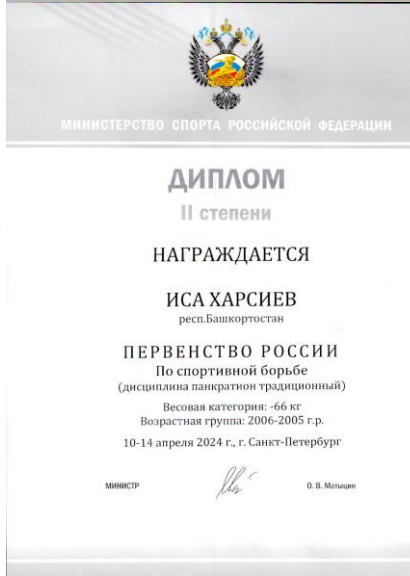 МИНИСТЕРСТВО СПОРТА РОССИЙСКОЙ ФЕДЕРАЦИИ
ДИПЛОМ
II степени
НАГРАЖДАЕТСЯ
ИСА ХАРСИЕВ
респ.Башкортостан
ПЕРВЕНСТВО РОССИИ
По спортивной борьбе
(дисциплина панкратион традиционный)
Весовая категория: -66 кг
Возрастная группа: 2006-2005 г.р.
10-14 апреля 2024 г., г. Санкт-Петербург
МИНИСТР О. В. Матыцин